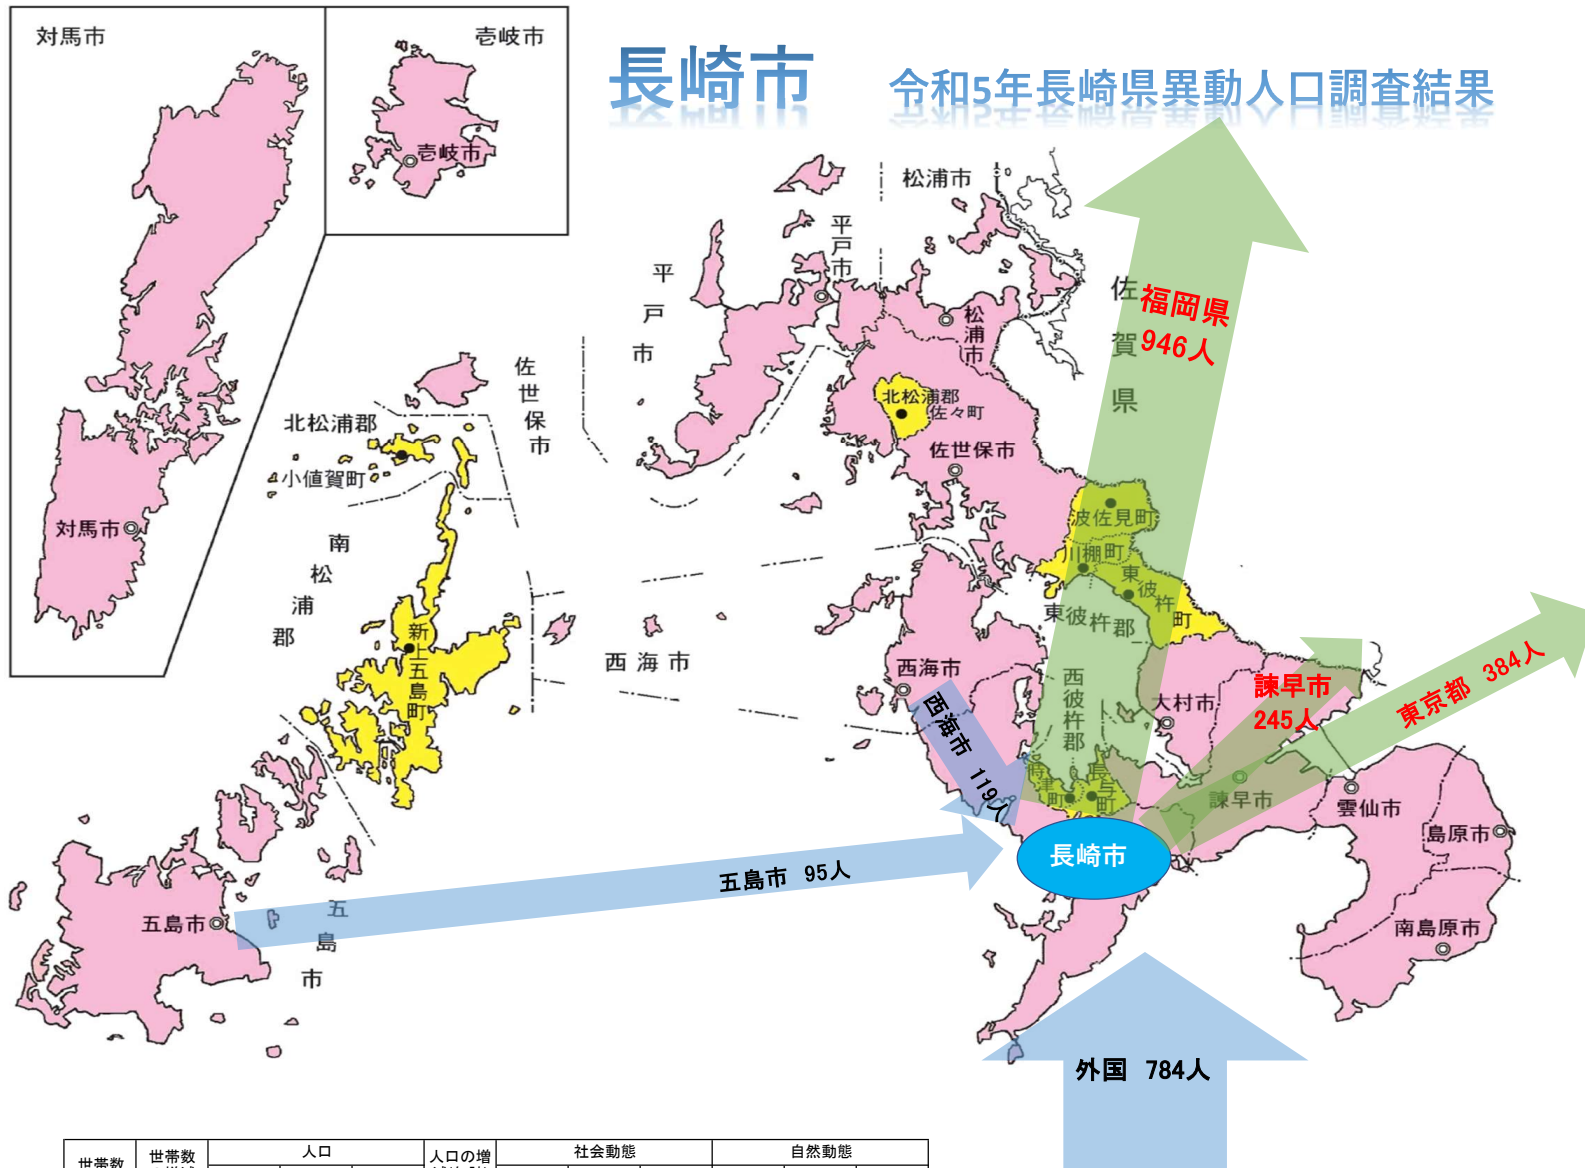 対馬市
壱岐市
長崎市
令和5年長崎県異動人口調査結果
壱岐市
対馬市
松浦市
平戸市
平戸市
松浦市
佐賀県
福岡県
946人
佐世保市
北松浦郡
佐々町
佐世保市
北松浦郡
小値賀町
南松浦郡
新上五島町
波佐見町
川棚町
東彼杵町
東彼杵郡
西海市
西海市
西彼杵郡
大村市
諫早市
245人
東京都 384人
西海市 119人
時津町
長与町
諫早市
雲仙市
島原市
南島原市
長崎市
五島市 95人
五島市
五島市
外国 784人
世帯数
世帯数
人口
人口の増
社会動態
自然動態